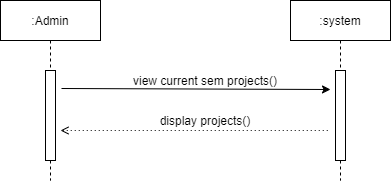 :Admin
:system
view current sem projects()
display projects()